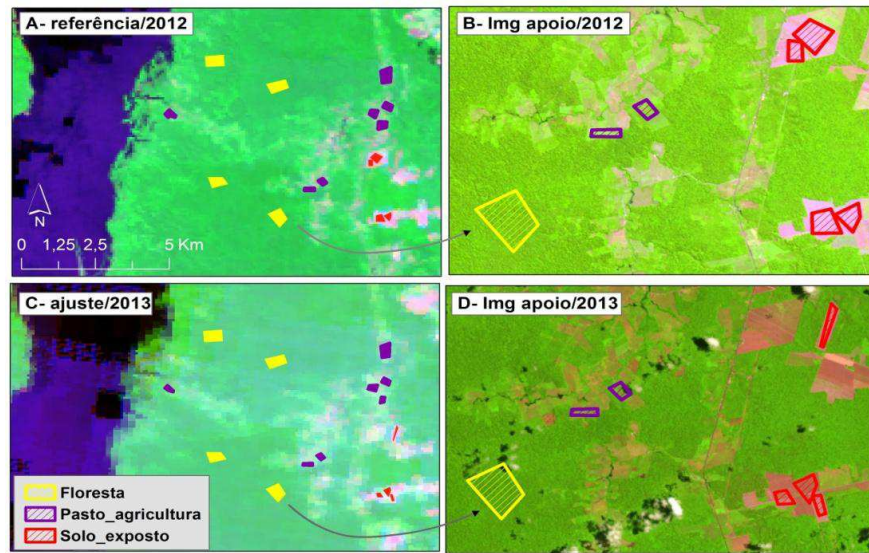 A- referência/2012
B- Img apoio/2012
N
0 1,25 2,5 5 Km
C- ajuste/2013
D- Img apoio/2013
Floresta
Pasto_agricultura
Solo_exposto